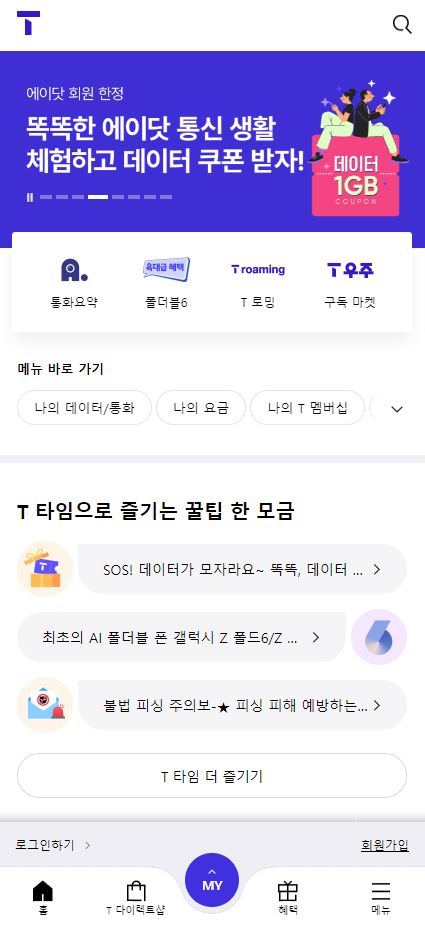 T
에이닷 회원 한정
똑똑한 에이닷 통신 생활
체험하고 데이터 쿠폰 받자!
데이터
1GB
COUPON
A.
육대급 혜택
T roaming
T 우주
통화요약
폴더블6
T 로밍
구독 마켓
메뉴 바로 가기
나의 데이터/통화
나의 요금
나의 T 멤버십
T 타임으로 즐기는 꿀팁 한 모금
SOS! 데이터가 모자라요~ 똑똑, 데이터 ...
최초의 AI 폴더블 폰 갤럭시 Z 폴드6/Z ...
불법 피싱 주의보-★ 피싱 피해 예방하는...
T 타임 더 즐기기
로그인하기
회원가입
MY
홈
T 다이렉트샵
혜택
메뉴